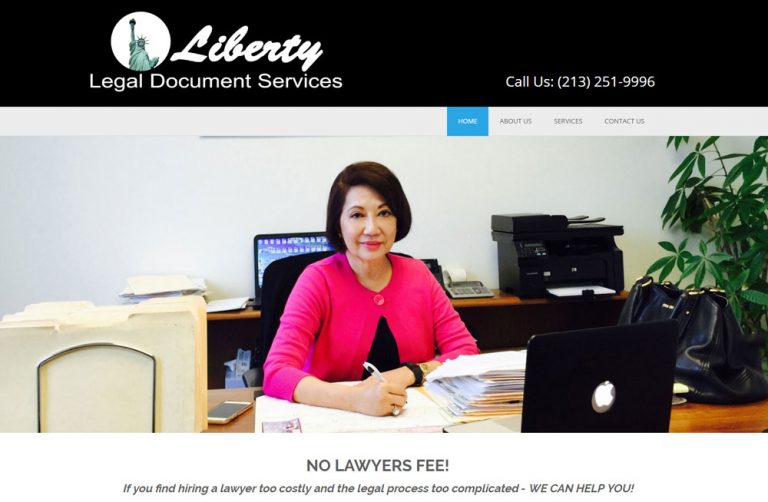 Liberty
Legal Document Services
Call Us: (213) 251-9996
HOME ABOUT US SERVICES CONTACT US
hp
NO LAWYERS FEE!
If you find hiring a lawyer too costly and the legal process too complicated - WE CAN HELP YOU!